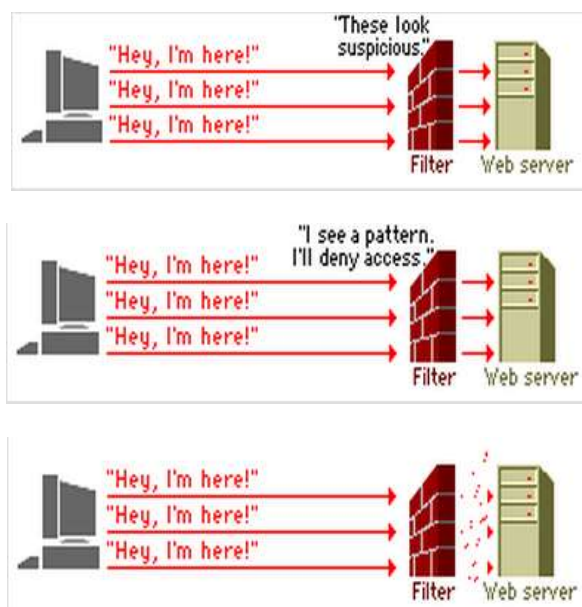 "These look
suspicious."
"Hey, I'm here!"
"Hey, I'm here!"
"Hey, I'm here!"
Filter Web server
"I see a pattern.
I'll deny access."
"Hey, I'm here!"
"Hey, I'm here!"
"Hey, I'm here!"
Filter Web server
"Hey, I'm here!"
"Hey, I'm here!"
"Hey, I'm here!"
Filter Web server